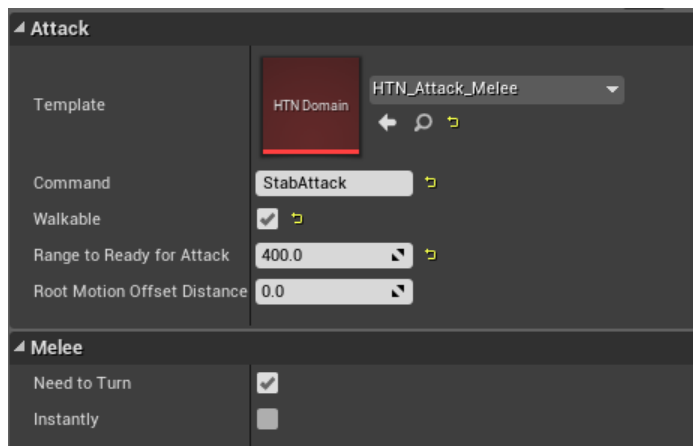 Attack
Template
HTN Domain
HTN_Attack_Melee
Command
StabAttack
Walkable
Range to Ready for Attack
400.0
Root Motion Offset Distance
0.0
Melee
Need to Turn
Instantly